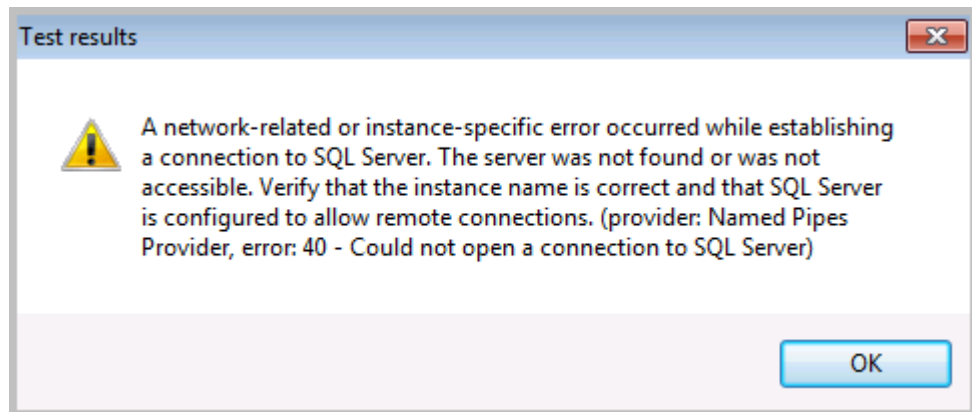 Test results
A network-related or instance-specific error occurred while establishing
a connection to SQL Server. The server was not found or was not
accessible. Verify that the instance name is correct and that SQL Server
is configured to allow remote connections. (provider: Named Pipes
Provider, error: 40 - Could not open a connection to SQL Server)
OK